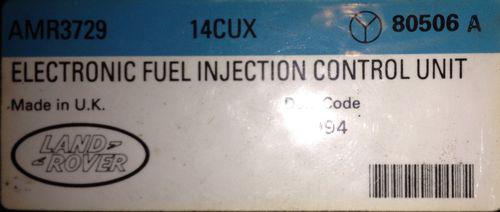 AMR3729 14CUX 80506 A
ELECTRONIC FUEL INJECTION CONTROL UNIT
Made in U.K. Code
94
LAND
ROVER